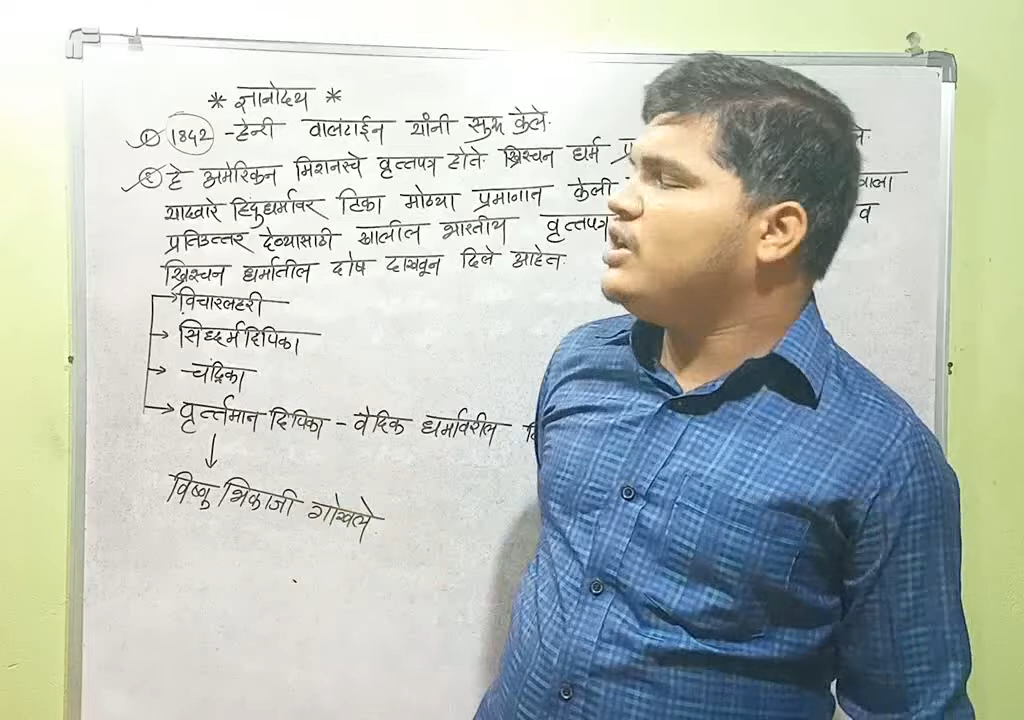 * ज्ञानोदय *
① 1842 - हेन्री वालंटाईन यांनी सुरू केले.
② हे अमेरिकन मिशनचे वृत्तपत्र होते. ख्रिस्चन धर्म प्र ले.
याव्दारे हिंदुधर्मावर टिका मोठ्या प्रमाणात केली
प्रतिउत्तर देण्यासाठी खालील भारतीय वृत्तपत्र व
ख्रिस्चन धर्मातील दोष दाखवून दिले आहेत.
→ विचारलहरी
→ सिध्दर्मदिपिका
→ चंद्रिका
→ वृर्त्तमान दिपिका - वैदिक धर्मावरील
↓
विष्णु भिकाजी गोखले.